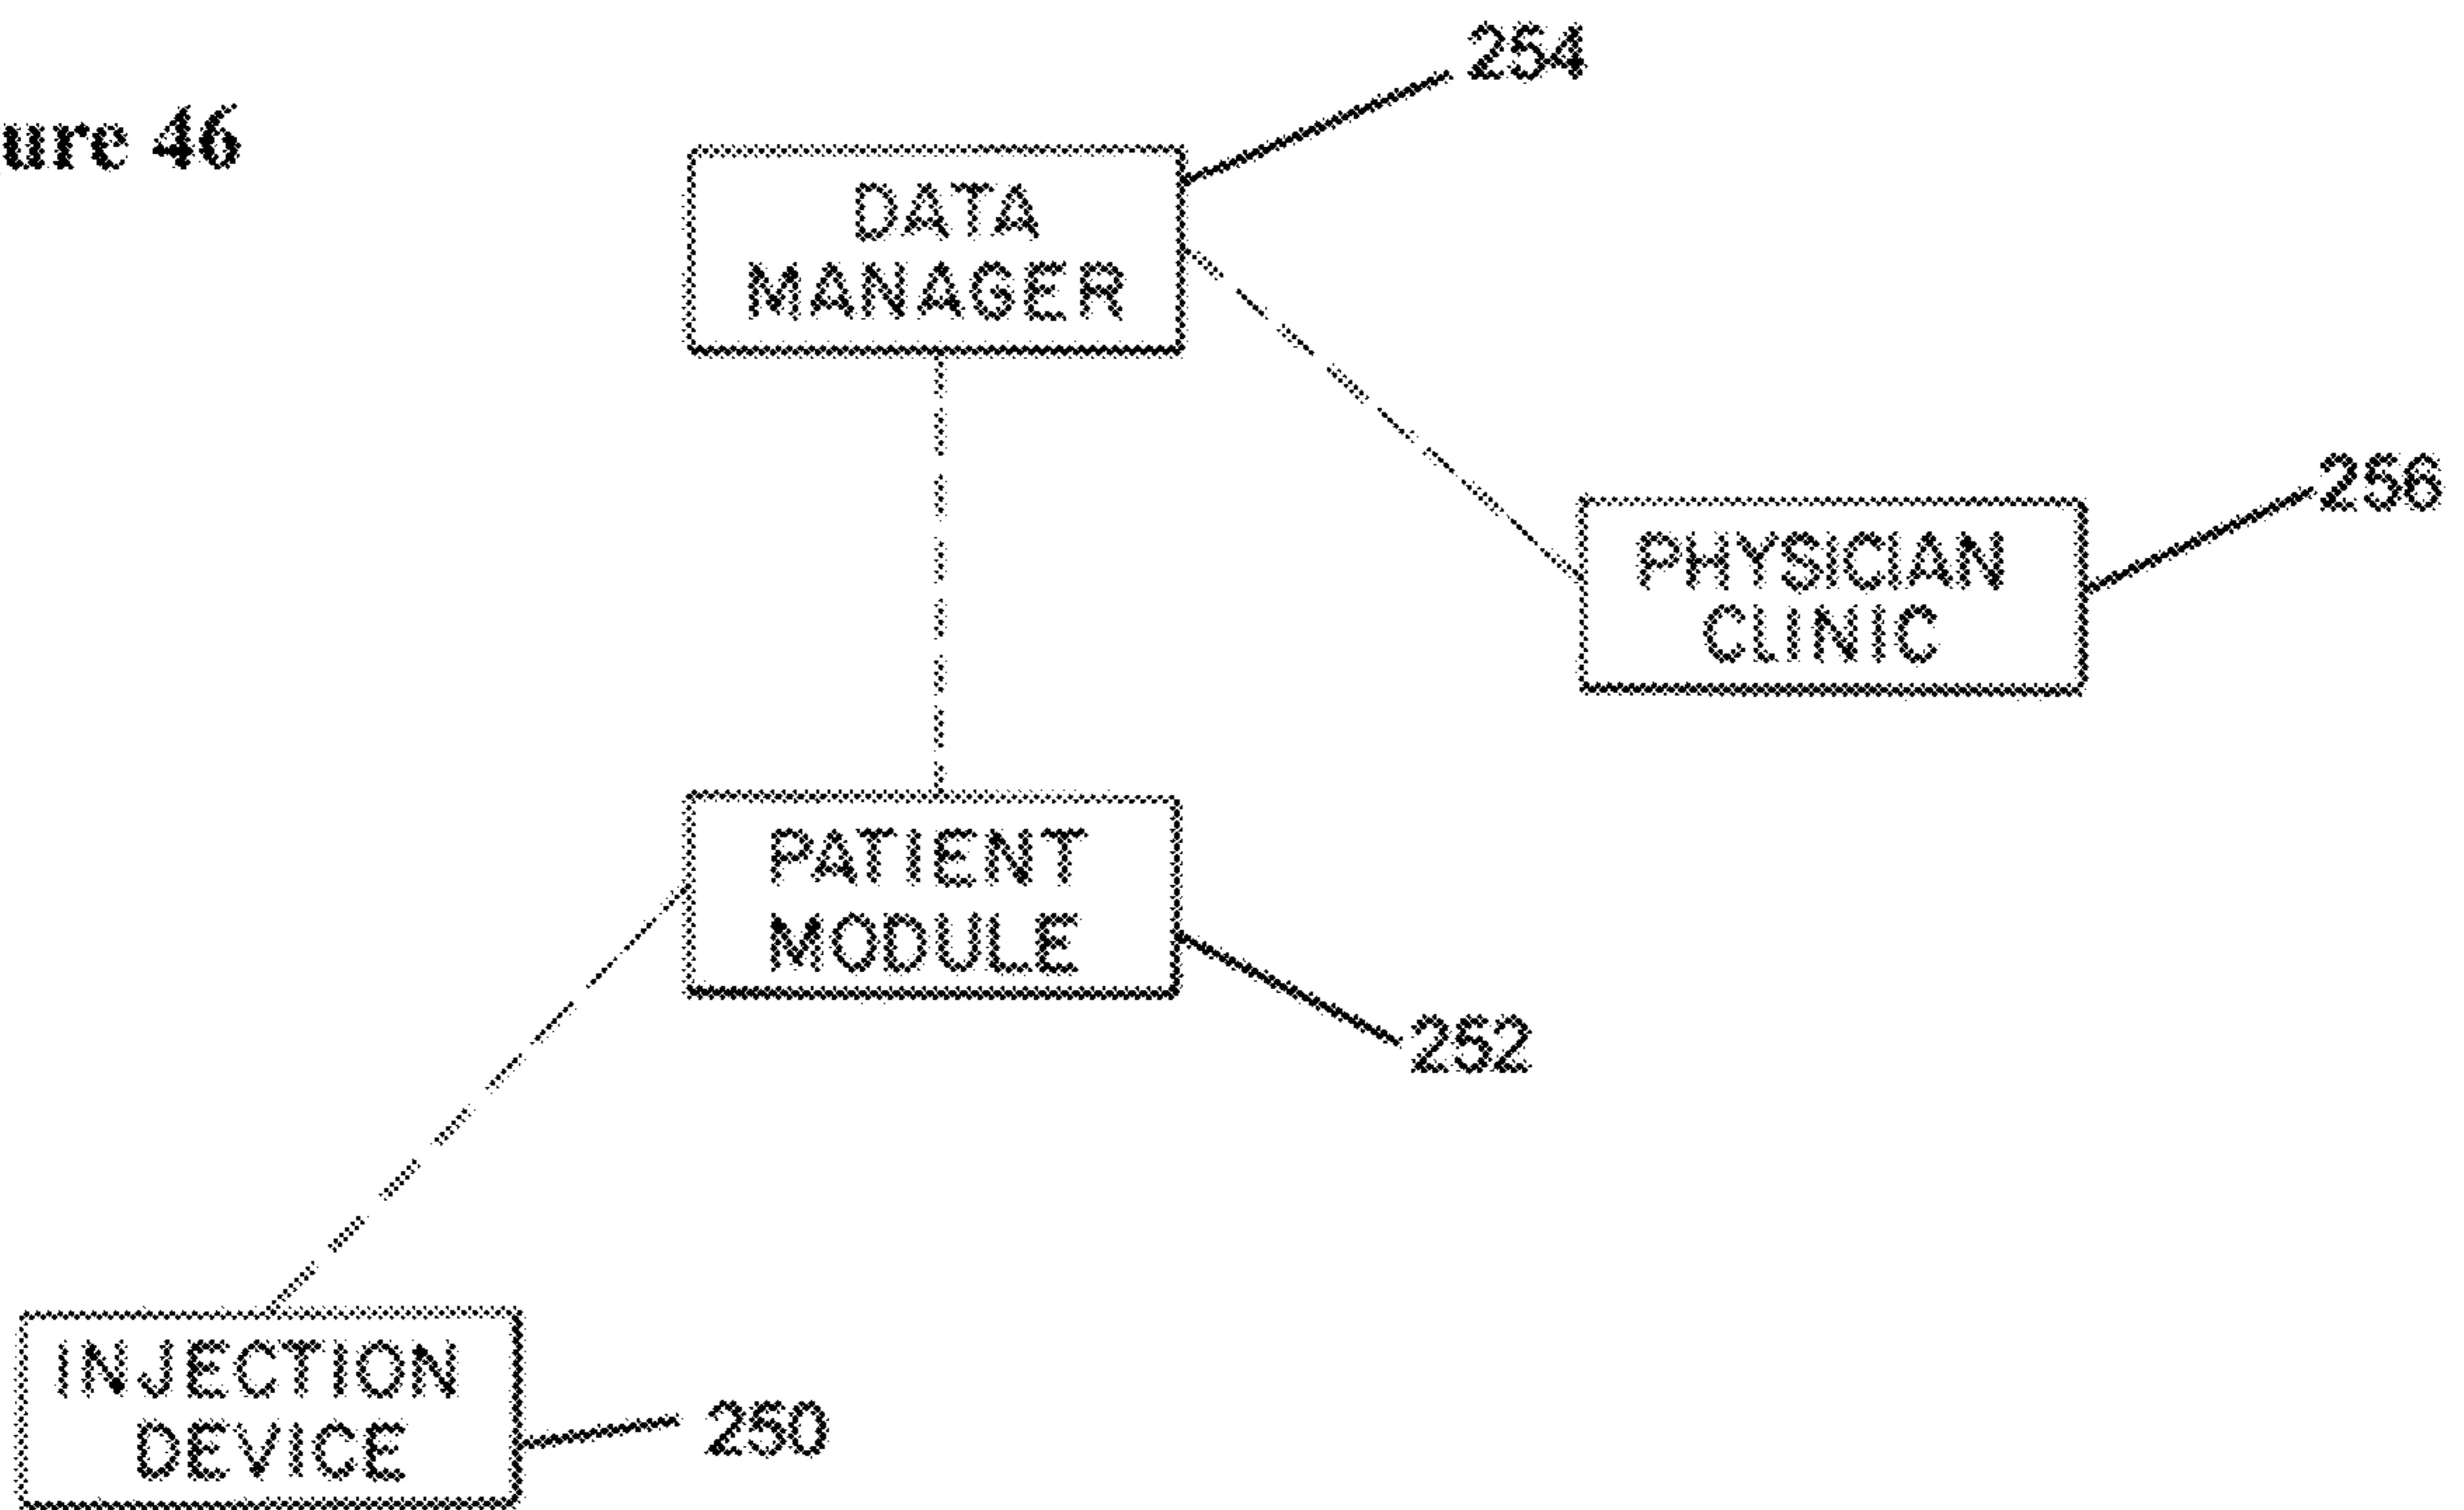 254
ure 46
DATA
MANAGER
256
PHYSICIAN
CLINIC
PATIENT
MODULE
252
INJECTION
DEVICE
250